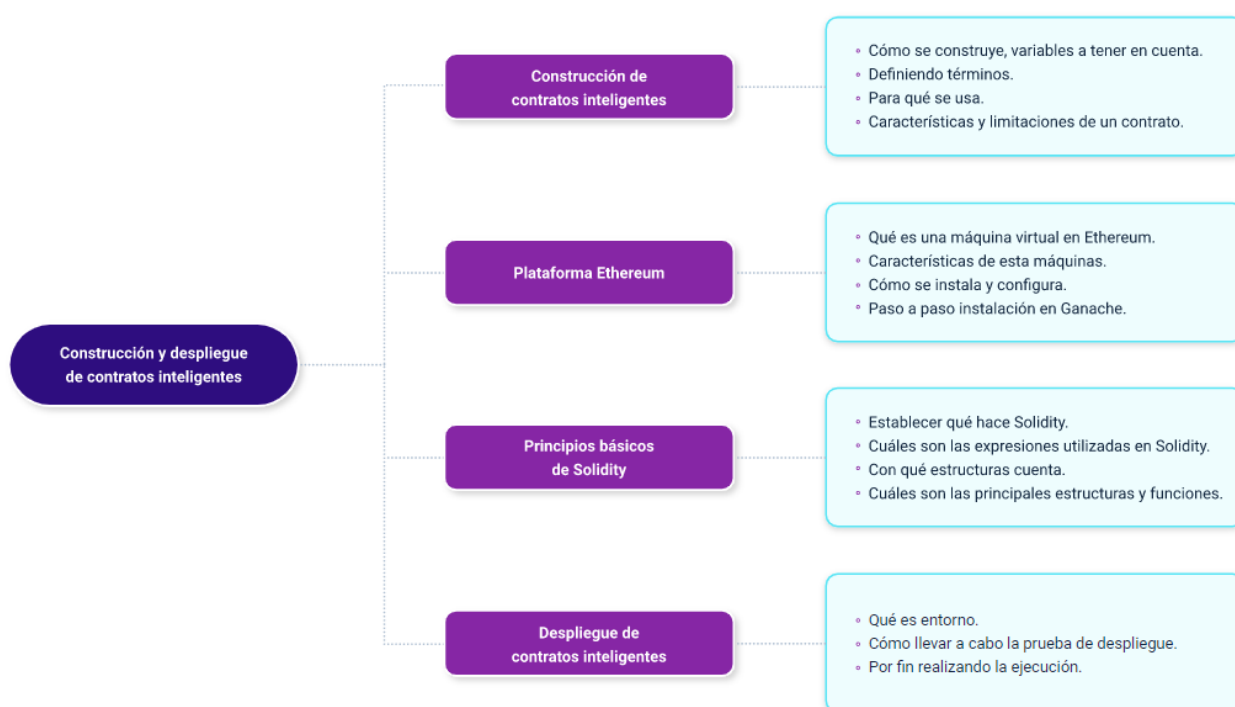 Construcción y despliegue
de contratos inteligentes
Construcción de
contratos inteligentes
Cómo se construye, variables a tener en cuenta.
Definiendo términos.
Para qué se usa.
Características y limitaciones de un contrato.
Plataforma Ethereum
Qué es una máquina virtual en Ethereum.
Características de esta máquinas.
Cómo se instala y configura.
Paso a paso instalación en Ganache.
Principios básicos
de Solidity
Establecer qué hace Solidity.
Cuáles son las expresiones utilizadas en Solidity.
Con qué estructuras cuenta.
Cuáles son las principales estructuras y funciones.
Despliegue de
contratos inteligentes
Qué es entorno.
Cómo llevar a cabo la prueba de despliegue.
Por fin realizando la ejecución.